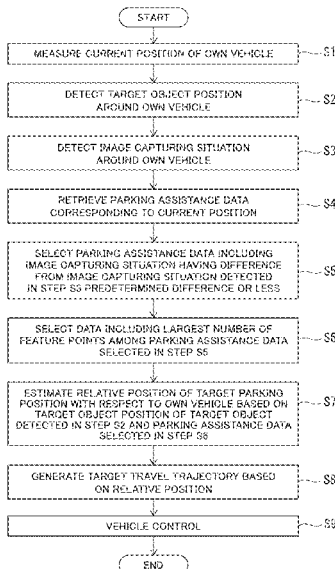 START
MEASURE CURRENT POSITION OF OWN VEHICLE
S1
DETECT TARGET OBJECT POSITION
AROUND OWN VEHICLE
S2
DETECT IMAGE CAPTURING SITUATION
AROUND OWN VEHICLE
S3
RETRIEVE PARKING ASSISTANCE DATA
CORRESPONDING TO CURRENT POSITION
S4
SELECT PARKING ASSISTANCE DATA INCLUDING
IMAGE CAPTURING SITUATION HAVING DIFFERENCE
FROM IMAGE CAPTURING SITUATION DETECTED
IN STEP S3 PREDETERMINED DIFFERENCE OR LESS
S5
SELECT DATA INCLUDING LARGEST NUMBER OF
FEATURE POINTS AMONG PARKING ASSISTANCE DATA
SELECTED IN STEP S5
S6
ESTIMATE RELATIVE POSITION OF TARGET PARKING
POSITION WITH RESPECT TO OWN VEHICLE BASED ON
TARGET OBJECT POSITION OF TARGET OBJECT
DETECTED IN STEP S2 AND PARKING ASSISTANCE DATA
SELECTED IN STEP S6
S7
GENERATE TARGET TRAVEL TRAJECTORY BASED
ON RELATIVE POSITION
S8
VEHICLE CONTROL
S9
END